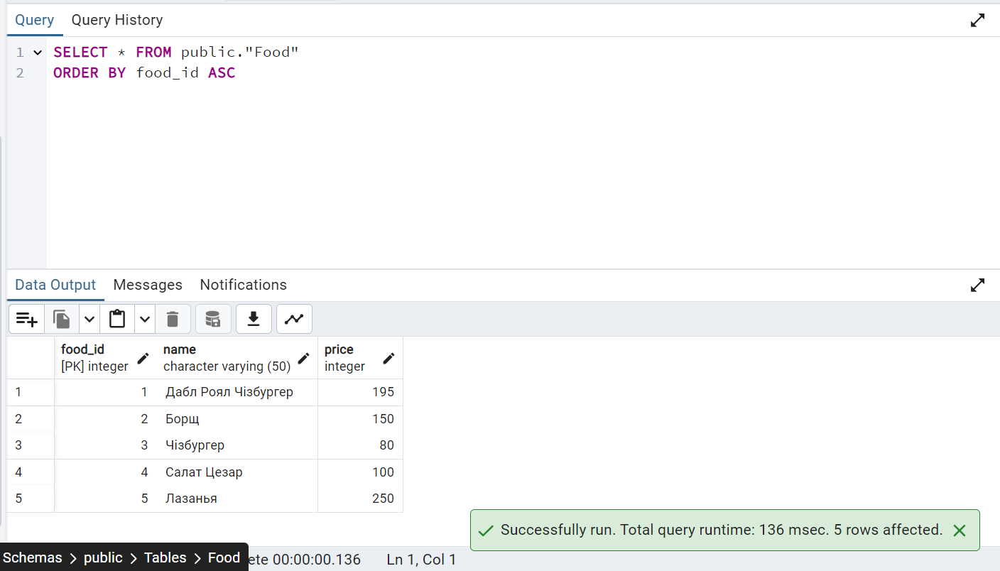 Query Query History
1 SELECT * FROM public."Food"
2 ORDER BY food_id ASC
Data Output Messages Notifications
food_id name price
[PK] integer character varying (50) integer
1 1 Дабл Роял Чізбургер 195
2 2 Борщ 150
3 3 Чізбургер 80
4 4 Салат Цезар 100
5 5 Лазанья 250
Successfully run. Total query runtime: 136 msec. 5 rows affected.
Schemas > public > Tables > Food ete 00:00:00.136 Ln 1, Col 1